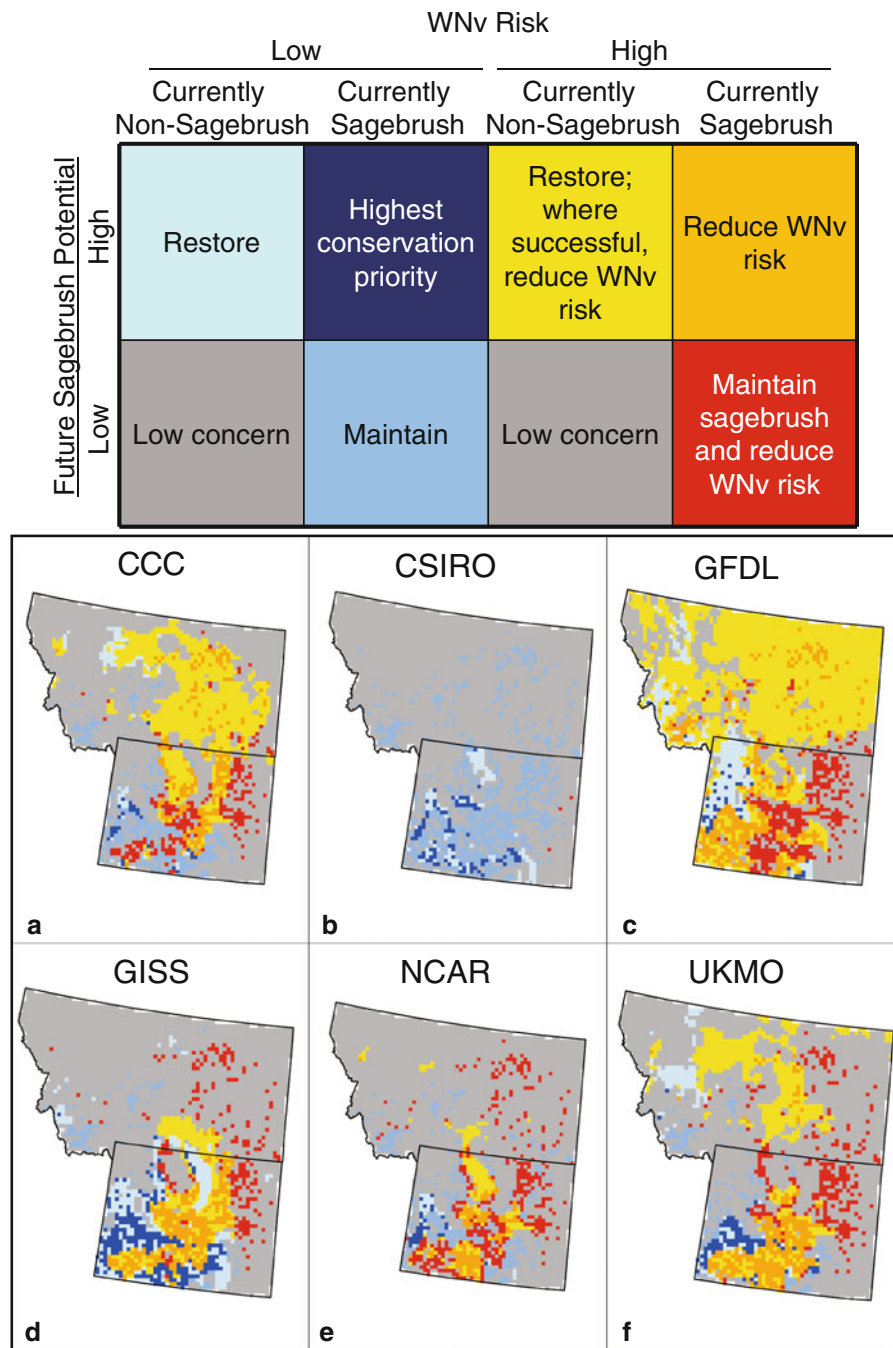 WNv Risk
Low
High
Currently Non-Sagebrush
Currently Sagebrush
Currently Non-Sagebrush
Currently Sagebrush
Future Sagebrush Potential
High
Restore
Highest
conservation
priority
Restore;
where
successful,
reduce WNv
risk
Reduce WNv
risk
Low
Low concern
Maintain
Low concern
Maintain
sagebrush
and reduce
WNv risk
CCC
CSIRO
GFDL
a
b
c
GISS
NCAR
UKMO
d
e
f